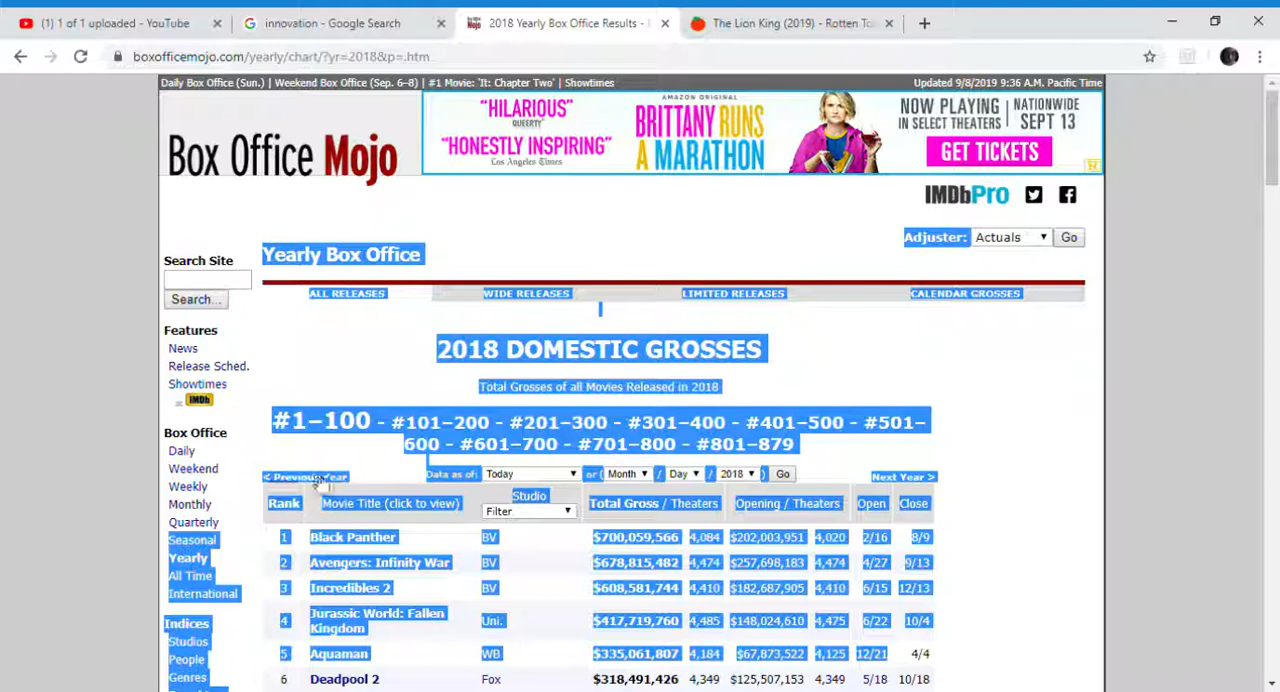 (1) 1 of 1 uploaded - YouTube
innovation - Google Search
2018 Yearly Box Office Results -
The Lion King (2019) - Rotten To
boxofficemojo.com/yearly/chart/?yr=2018&p=.htm
Daily Box Office (Sun.) | Weekend Box Office (Sep. 6–8) | #1 Movie: 'It: Chapter Two' | Showtimes
Updated 9/8/2019 9:36 A.M. Pacific Time
Box Office Mojo
"HILARIOUS"
QUEERTY
"HONESTLY INSPIRING"
Los Angeles Times
AMAZON ORIGINAL
BRITTANY RUNS
A MARATHON
NOW PLAYING
IN SELECT THEATERS
NATIONWIDE
SEPT 13
GET TICKETS
IMDbPro
Adjuster: Actuals Go
Yearly Box Office
ALL RELEASES WIDE RELEASES LIMITED RELEASES CALENDAR GROSSES
Search Site
Search...
Features
News
Release Sched.
Showtimes
IMDb
Box Office
Daily
Weekend
Weekly
Monthly
Quarterly
Seasonal
Yearly
All Time
International
Indices
Studios
People
Genres
2018 DOMESTIC GROSSES
Total Grosses of all Movies Released in 2018
#1–100 - #101–200 - #201–300 - #301–400 - #401–500 - #501–
600 - #601–700 - #701–800 - #801–879
< Previous Year Data as of: Today or ( Month / Day / 2018 ) Go Next Year >
Rank Movie Title (click to view) Studio Total Gross / Theaters Opening / Theaters Open Close
Filter
1 Black Panther BV $700,059,566 4,084 $202,003,951 4,020 2/16 8/9
2 Avengers: Infinity War BV $678,815,482 4,474 $257,698,183 4,474 4/27 9/13
3 Incredibles 2 BV $608,581,744 4,410 $182,687,905 4,410 6/15 12/13
4 Jurassic World: Fallen
Kingdom Uni. $417,719,760 4,485 $148,024,610 4,475 6/22 10/4
5 Aquaman WB $335,061,807 4,184 $67,873,522 4,125 12/21 4/4
6 Deadpool 2 Fox $318,491,426 4,349 $125,507,153 4,349 5/18 10/18